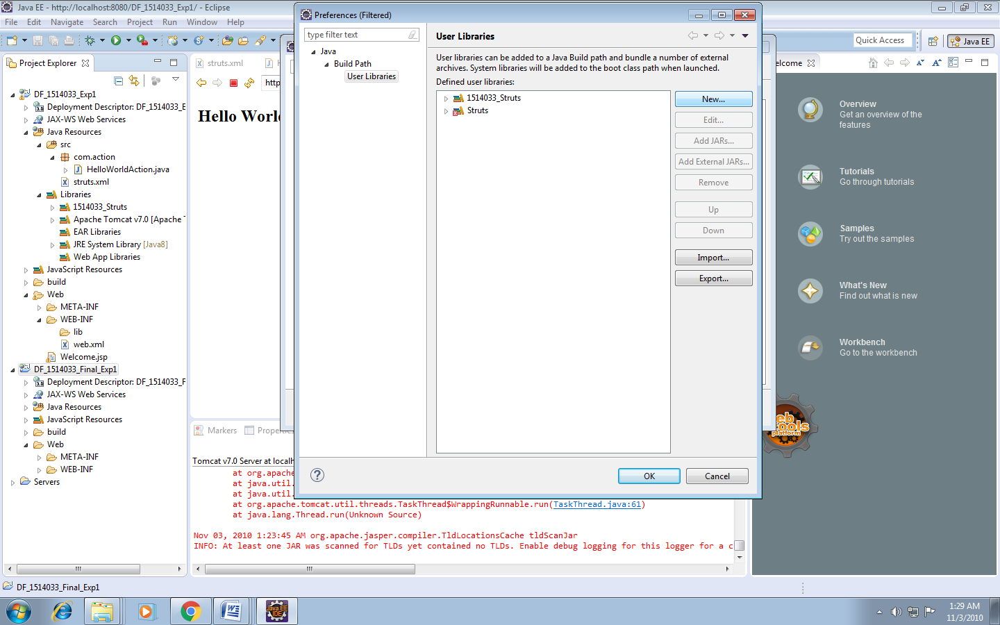 Java EE - http://localhost:8080/DF_1514033_Exp1/ - Eclipse
File Edit Navigate Search Project Run Window Help
Quick Access
Java EE
Project Explorer
DF_1514033_Exp1
Deployment Descriptor: DF_1514033_E
JAX-WS Web Services
Java Resources
src
com.action
HelloWorldAction.java
struts.xml
Libraries
1514033_Struts
Apache Tomcat v7.0 [Apache T
EAR Libraries
JRE System Library [Java8]
Web App Libraries
JavaScript Resources
build
Web
META-INF
WEB-INF
lib
web.xml
Welcome.jsp
DF_1514033_Final_Exp1
Deployment Descriptor: DF_1514033_F
JAX-WS Web Services
Java Resources
JavaScript Resources
build
Web
META-INF
WEB-INF
Servers
struts.xml
http
Hello World
Preferences (Filtered)
type filter text
Java
Build Path
User Libraries
User Libraries
User libraries can be added to a Java Build path and bundle a number of external
archives. System libraries will be added to the boot class path when launched.
Defined user libraries:
1514033_Struts
Struts
New...
Edit...
Add JARs...
Add External JARs...
Remove
Up
Down
Import...
Export...
OK
Cancel
elcome
Overview
Get an overview of the
features
Tutorials
Go through tutorials
Samples
Try out the samples
What's New
Find out what is new
Workbench
Go to the workbench
eb
tools
platform
Markers
Properties
Tomcat v7.0 Server at localh
at org.apache
at java.util.
at java.util.
at org.apache.tomcat.util.threads.TaskThread$WrappingRunnable.run(TaskThread.java:61)
at java.lang.Thread.run(Unknown Source)
Nov 03, 2010 1:23:45 AM org.apache.jasper.compiler.TldLocationsCache tldScanJar
INFO: At least one JAR was scanned for TLDs yet contained no TLDs. Enable debug logging for this logger for a c
DF_1514033_Final_Exp1
Java EE
IDE
1:29 AM
11/3/2010